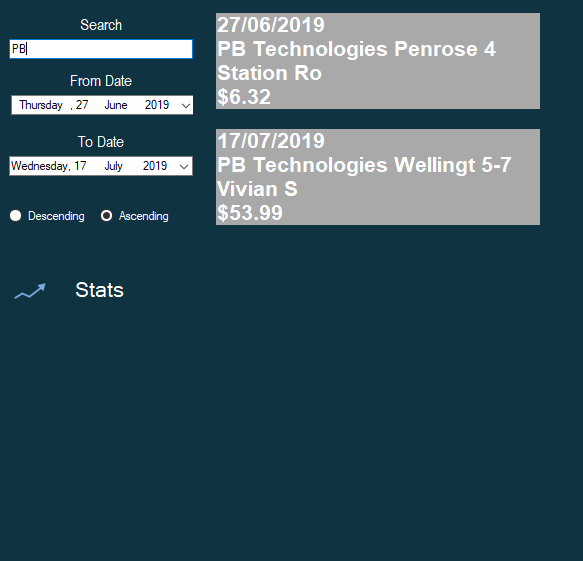 Search
PB
From Date
Thursday , 27 June 2019
To Date
Wednesday, 17 July 2019
Descending Ascending
Stats
27/06/2019
PB Technologies Penrose 4
Station Ro
$6.32
17/07/2019
PB Technologies Wellingt 5-7
Vivian S
$53.99